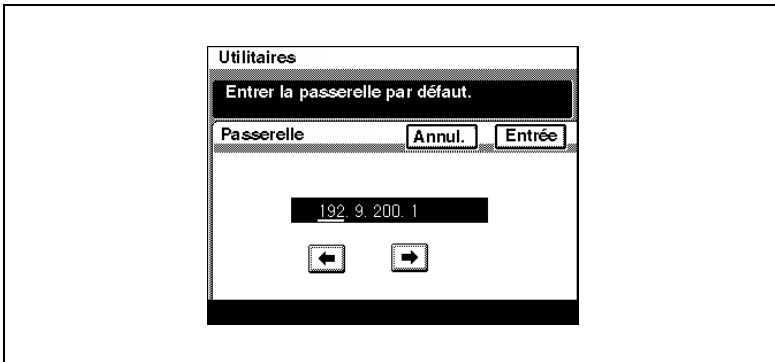 Utilitaires
Entrer la passerelle par défaut.
Passerelle Annul. Entrée
192. 9. 200. 1